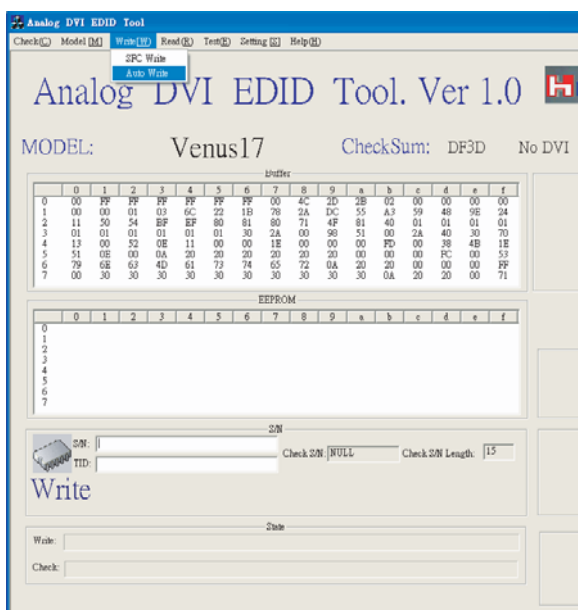 Analog DVI EDID Tool
Check(C) Model [M] Write[W] Read (R) Test(E) Setting [S] Help(H)
SFC Write
Auto Write
Analog DVI EDID Tool. Ver 1.0
H
MODEL: Venus17 CheckSum: DF3D No DVI
Buffer
0 1 2 3 4 5 6 7 8 9 a b c d e f
0 00 FF FF FF FF FF FF 00 4C 2D 2B 02 00 00 00 00
1 00 00 01 03 6C 22 1B 78 2A DC 55 A3 59 48 9E 24
2 11 50 54 BF EF 80 81 80 71 4F 81 40 01 01 01 01
3 01 01 01 01 01 01 30 2A 00 98 51 00 2A 40 30 70
4 13 00 52 0E 11 00 00 1E 00 00 00 FD 00 38 4B 1E
5 51 0E 00 0A 20 20 20 20 20 20 00 00 00 FC 00 53
6 79 6E 63 4D 61 73 74 65 72 0A 20 20 00 00 00 FF
7 00 30 30 30 30 30 30 30 30 30 30 0A 20 20 00 71
EEPROM
0 1 2 3 4 5 6 7 8 9 a b c d e f
0
1
2
3
4
5
6
7
S/N
S/N: Check S/N: NULL Check S/N Length: 15
TID:
Write
State
Write:
Check: